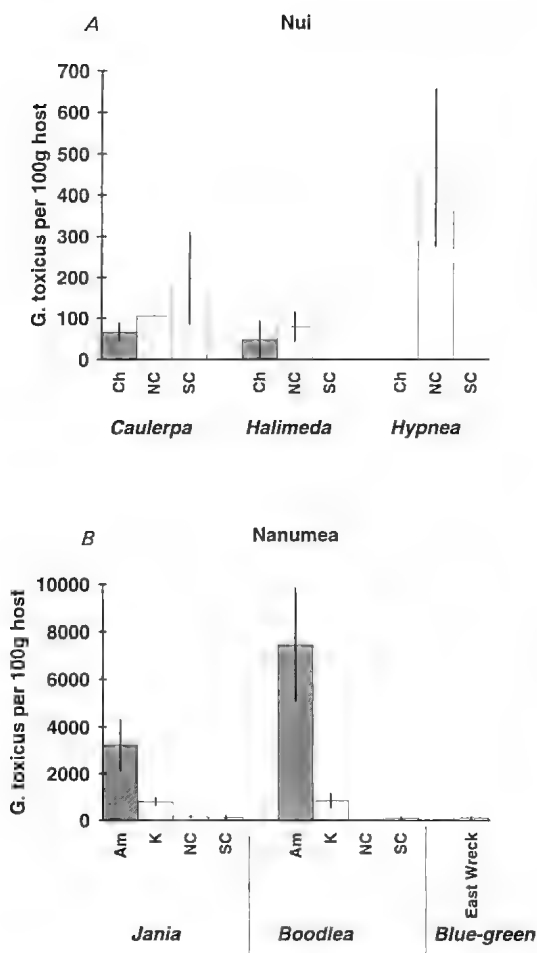 A
Nui
G. toxicus per 100g host
700
600
500
400
300
200
100
0
Ch NC SC Ch NC SC Ch NC SC
Caulerpa Halimeda Hypnea
B
Nanumea
G. toxicus per 100g host
10000
8000
6000
4000
2000
0
Am K NC SC Am K NC SC East Wreck
Jania Boodlea Blue-green